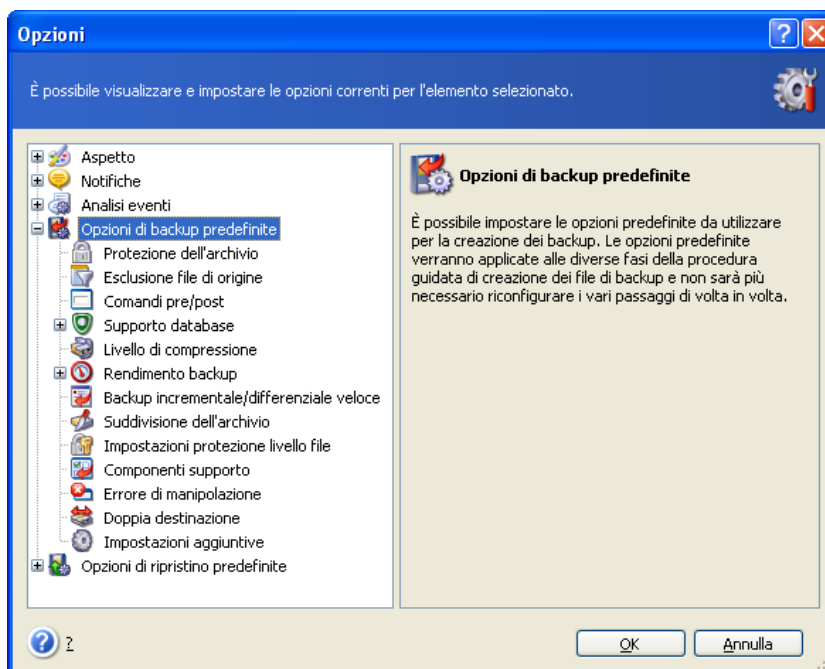 Opzioni
È possibile visualizzare e impostare le opzioni correnti per l'elemento selezionato.
Aspetto
Notifiche
Analisi eventi
Opzioni di backup predefinite
Protezione dell'archivio
Esclusione file di origine
Comandi pre/post
Supporto database
Livello di compressione
Rendimento backup
Backup incrementale/differenziale veloce
Suddivisione dell'archivio
Impostazioni protezione livello file
Componenti supporto
Errore di manipolazione
Doppia destinazione
Impostazioni aggiuntive
Opzioni di ripristino predefinite
Opzioni di backup predefinite
È possibile impostare le opzioni predefinite da utilizzare
per la creazione dei backup. Le opzioni predefinite
verranno applicate alle diverse fasi della procedura
guidata di creazione dei file di backup e non sarà più
necessario riconfigurare i vari passaggi di volta in volta.
?
OK
Annulla